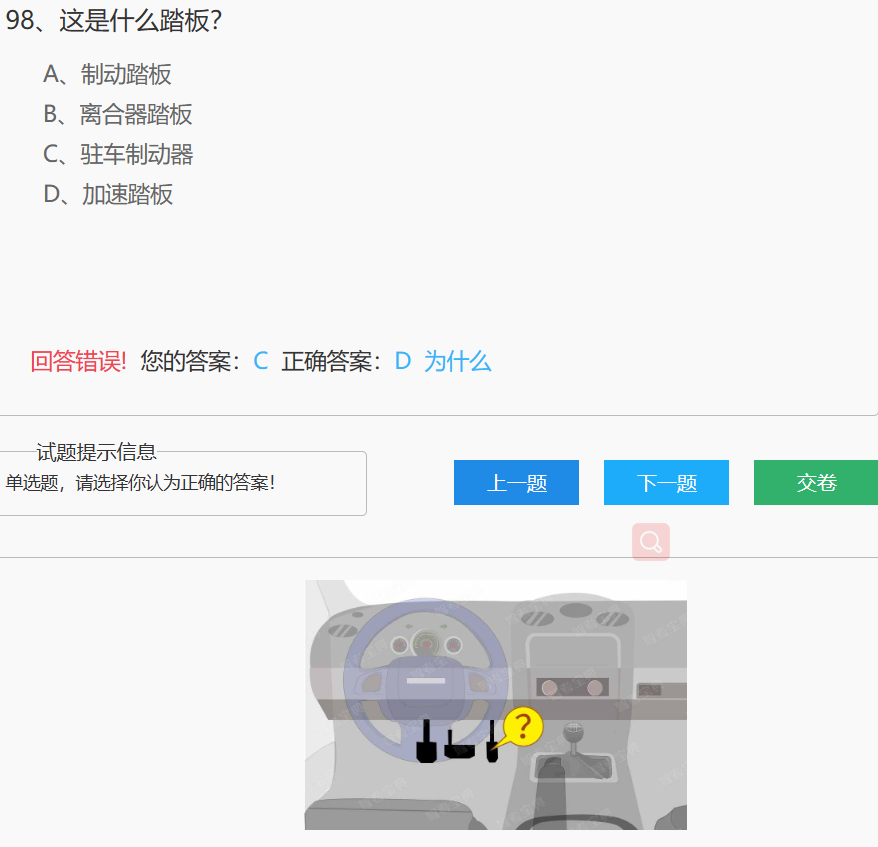 98、这是什么踏板?
A、制动踏板
B、离合器踏板
C、驻车制动器
D、加速踏板
回答错误! 您的答案：C 正确答案：D 为什么
试题提示信息
单选题，请选择你认为正确的答案!
上一题 下一题 交卷
?